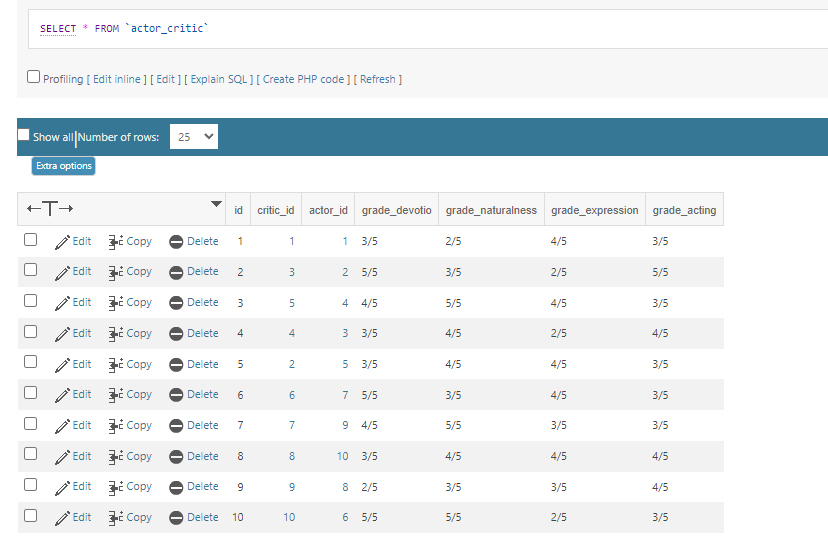 SELECT * FROM `actor_critic`
Profiling [ Edit inline ] [ Edit ] [ Explain SQL ] [ Create PHP code ] [ Refresh ]
Show all Number of rows: 25
Extra options
id critic_id actor_id grade_devotio grade_naturalness grade_expression grade_acting
Edit Copy Delete 1 1 1 3/5 2/5 4/5 3/5
Edit Copy Delete 2 3 2 5/5 3/5 2/5 5/5
Edit Copy Delete 3 5 4 4/5 5/5 4/5 3/5
Edit Copy Delete 4 4 3 3/5 4/5 2/5 4/5
Edit Copy Delete 5 2 5 3/5 4/5 4/5 3/5
Edit Copy Delete 6 6 7 5/5 3/5 4/5 3/5
Edit Copy Delete 7 7 9 4/5 5/5 3/5 3/5
Edit Copy Delete 8 8 10 3/5 4/5 4/5 4/5
Edit Copy Delete 9 9 8 2/5 3/5 3/5 4/5
Edit Copy Delete 10 10 6 5/5 5/5 2/5 3/5